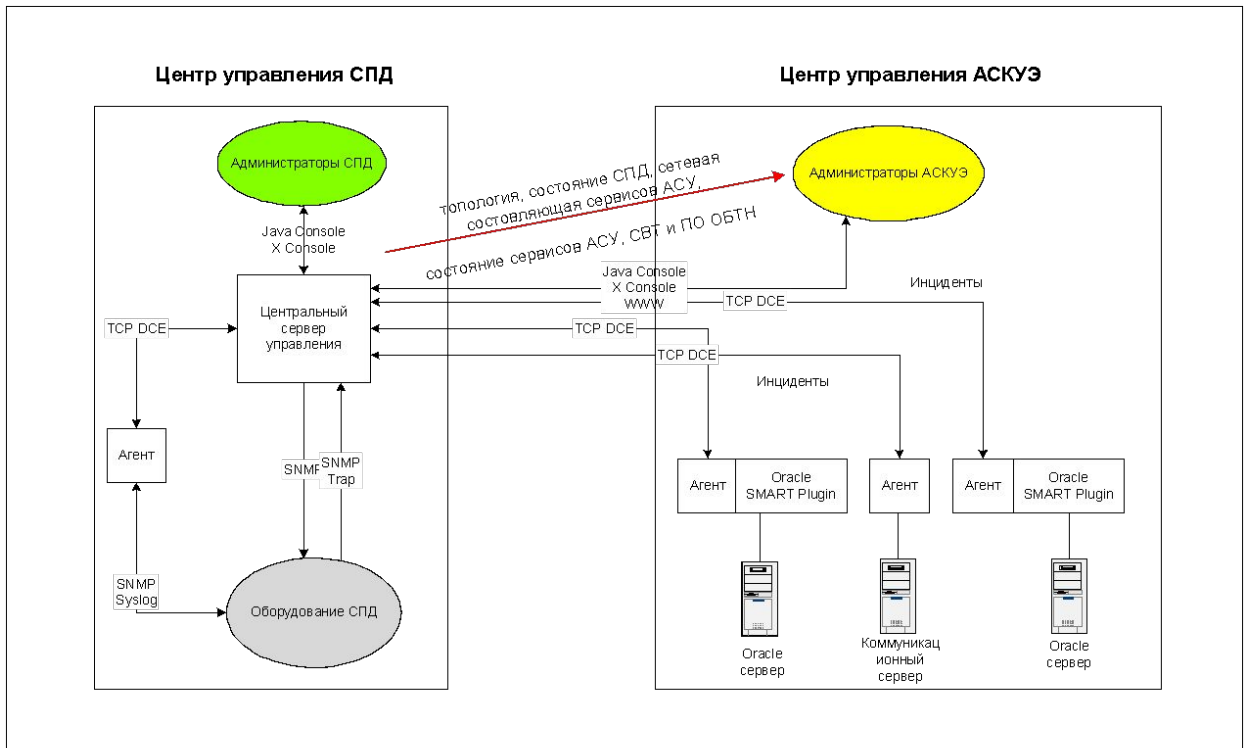 Центр управления СПД
Центр управления АСКУЭ
Администраторы СПД
Администраторы АСКУЭ
топология, состояние СПД, сетевая
состовляющая сервисов АСУ,
состояние сервисов АСУ, СВТ и ПО ОБТН
Java Console
X Console
Java Console
X Console
WWW
Инциденты
TCP DCE
Центральный
сервер
управления
TCP DCE
TCP DCE
TCP DCE
Инциденты
Агент
SNMP
SNMP
Trap
Агент
Oracle
SMART Plugin
Агент
Агент
Oracle
SMART Plugin
SNMP
Syslog
Оборудование СПД
Oracle
сервер
Коммуникац
ионный
сервер
Oracle
сервер